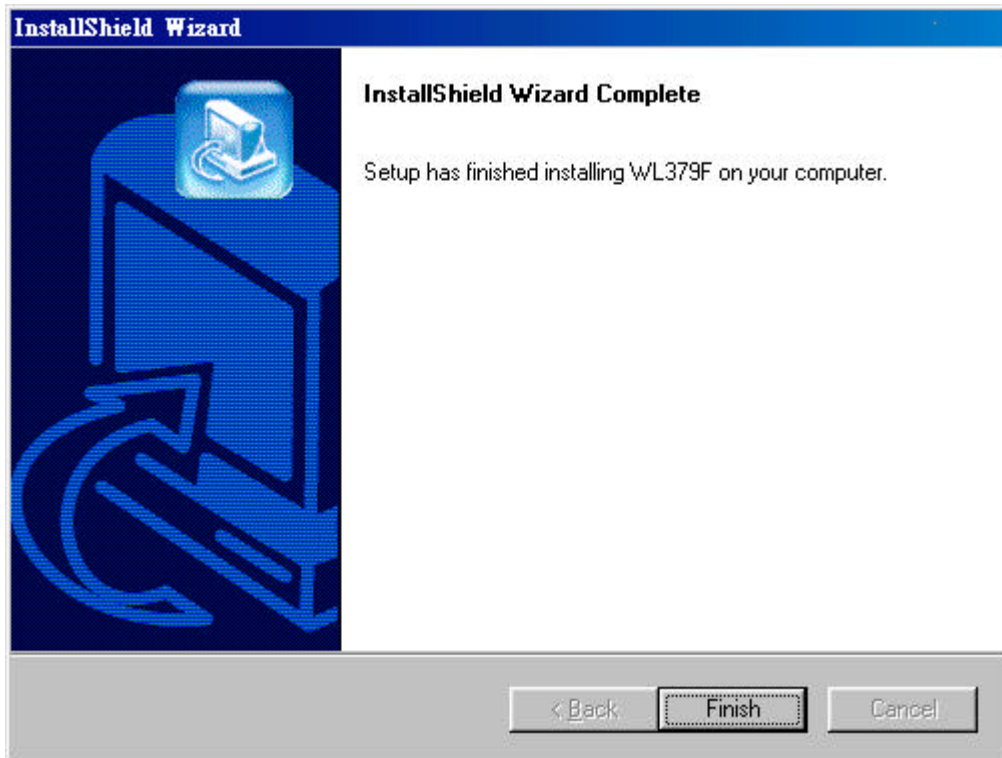 InstallShield Wizard
InstallShield Wizard Complete
Setup has finished installing WL379F on your computer.
< Back
Finish
Cancel